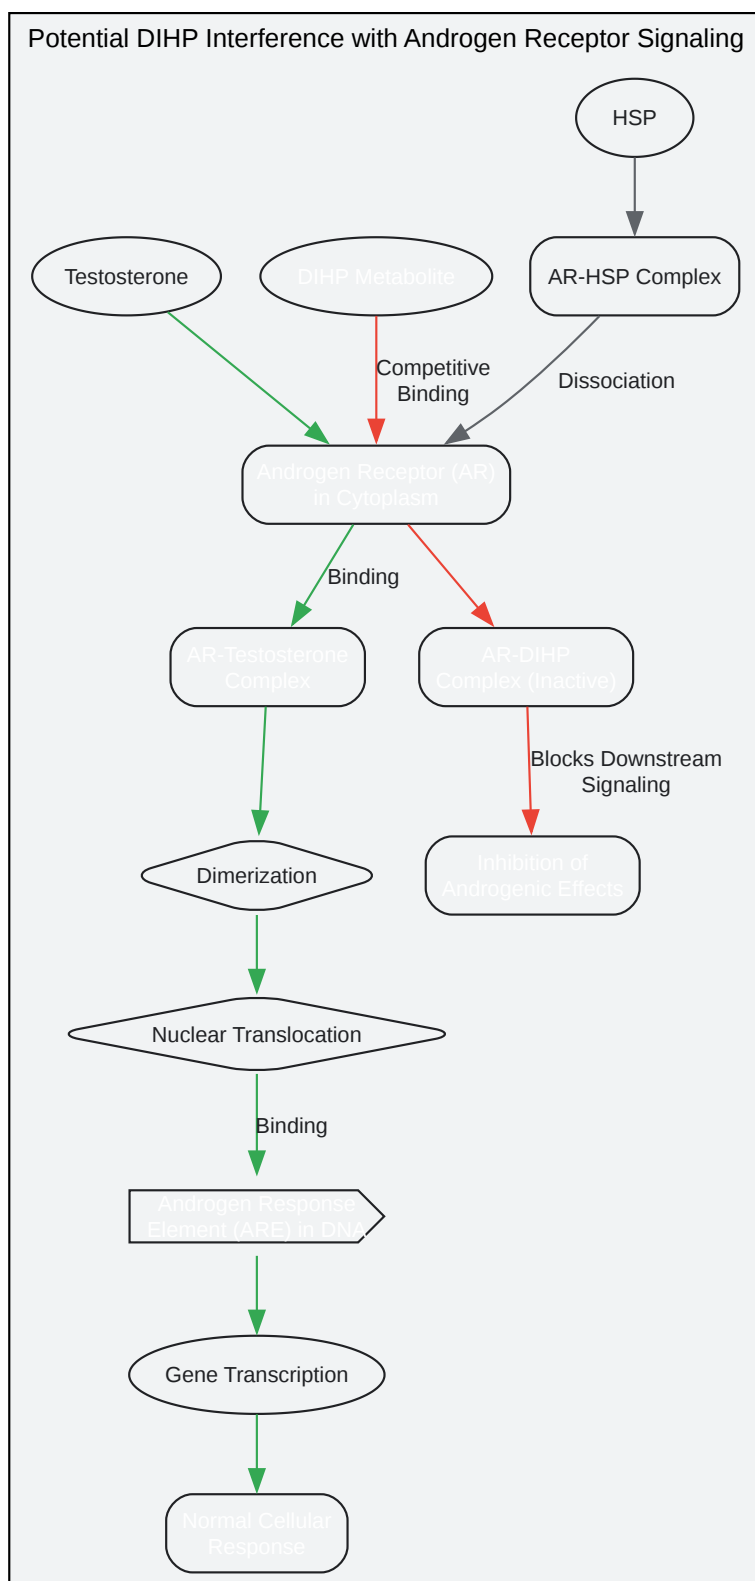 Potential DIHP Interference with Androgen Receptor Signaling
HSP
Testosterone
DIHP Metabolite
AR-HSP Complex
Competitive
Binding
Dissociation
Androgen Receptor (AR)
in Cytoplasm
Binding
AR-Testosterone
Complex
AR-DIHP
Complex (Inactive)
Blocks Downstream
Signaling
Dimerization
Inhibition of
Androgenic Effects
Nuclear Translocation
Binding
Androgen Response
Element (ARE) in DNA
Gene Transcription
Normal Cellular
Response